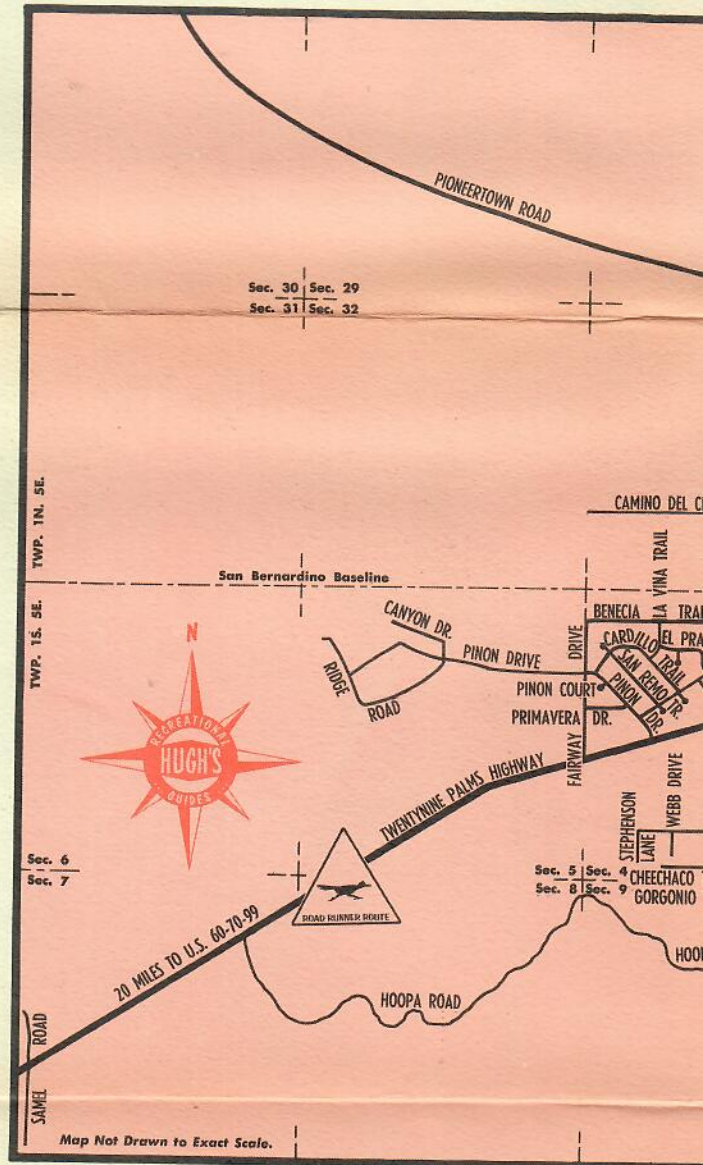 PIONEERTOWN ROAD
Sec. 30 Sec. 29
Sec. 31 Sec. 32
TWP. 1N. 5E.
CAMINO DEL
LA VINA TRAIL
San Bernardino Baseline
TWP. 1S. 5E.
BENECIA TRA
CANYON DR.
CARDILLO TRAIL
EL PRA
SAN REMO TR.
PINON DRIVE
RIDGE ROAD
PINON COURT
PINON DR.
PRIMAVERA DR.
FAIRWAY DRIVE
N
RECREATIONAL
HUGH'S
GUIDES
TWENTYNINE PALMS HIGHWAY
STEPHENSON LANE
WEBB DRIVE
Sec. 6
Sec. 7
Sec. 5 Sec. 4
Sec. 8 Sec. 9
CHEECHACO
GORGONIO
ROAD RUNNER ROUTE
20 MILES TO U.S. 60-70-99
HOOPA ROAD
HOOP
SAMEL ROAD
Map Not Drawn to Exact Scale.